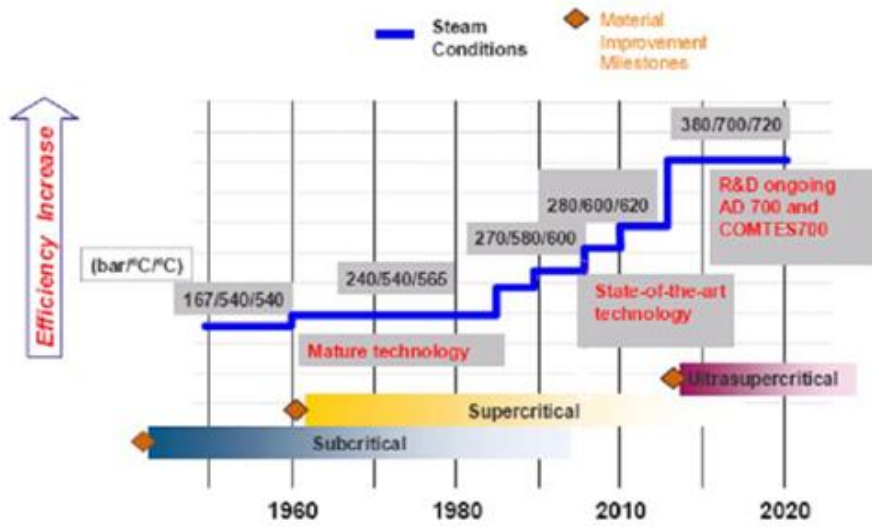 Steam
Conditions
Material
Improvement
Milestones
Efficiency Increase
380/700/720
R&D ongoing
AD 700 and
COMTES700
280/600/620
270/580/600
(bar/ºC/ºC)
240/540/565
167/540/540
State-of-the-art
technology
Mature technology
Ultrasupercritical
Supercritical
Subcritical
1960 1980 2010 2020